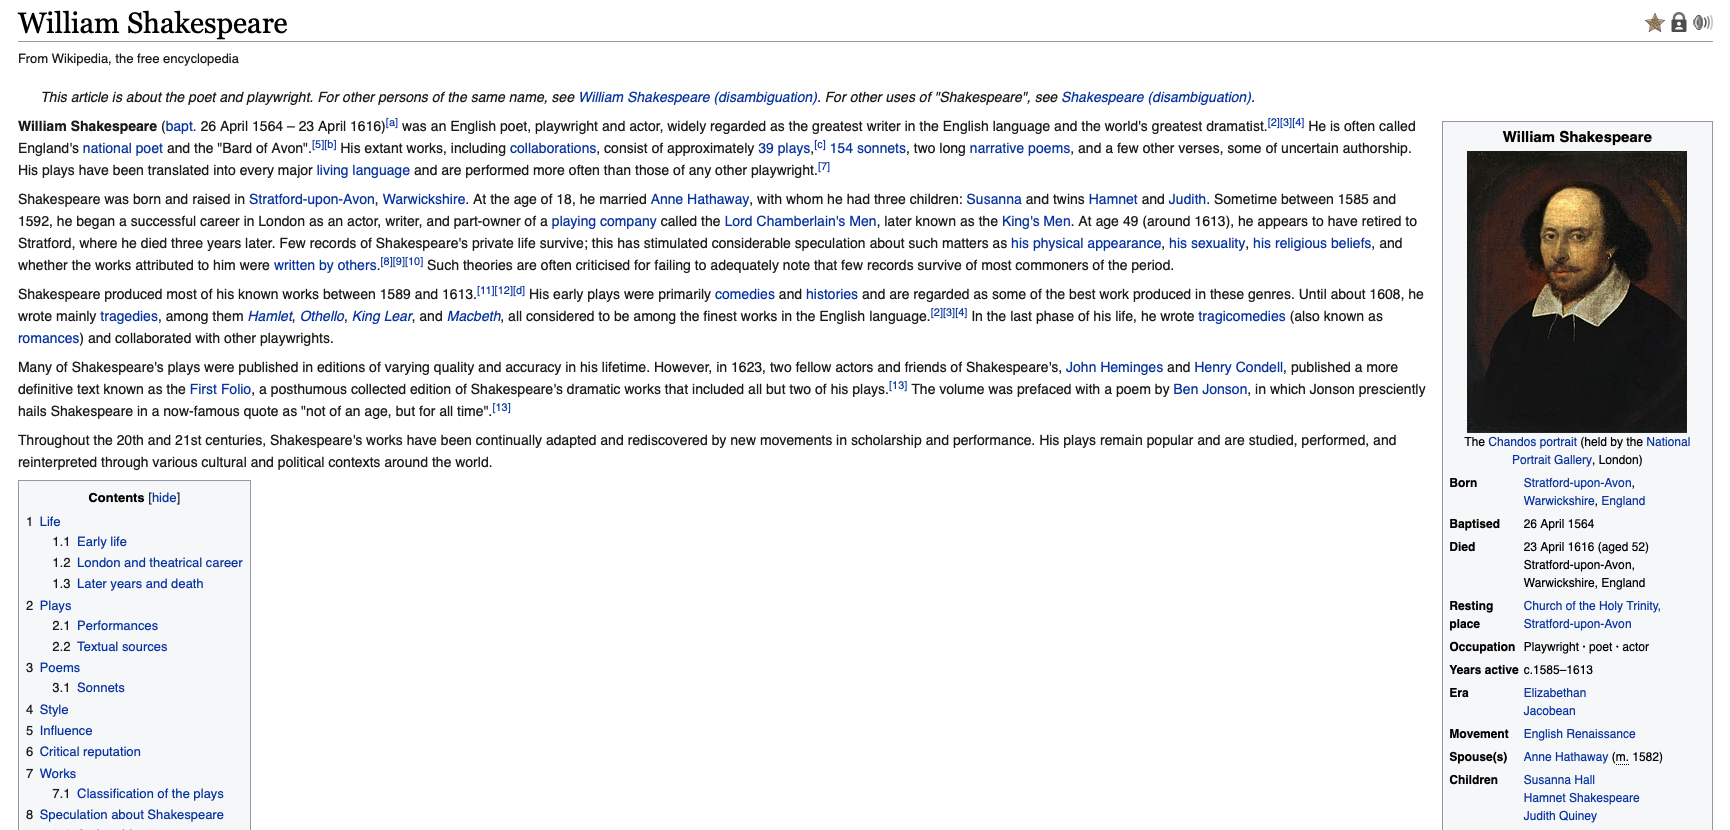 William Shakespeare
From Wikipedia, the free encyclopedia
This article is about the poet and playwright. For other persons of the same name, see William Shakespeare (disambiguation). For other uses of "Shakespeare", see Shakespeare (disambiguation).
William Shakespeare (bapt. 26 April 1564 – 23 April 1616)[a] was an English poet, playwright and actor, widely regarded as the greatest writer in the English language and the world's greatest dramatist.[2][3][4] He is often called
England's national poet and the "Bard of Avon".[5][b] His extant works, including collaborations, consist of approximately 39 plays,[c] 154 sonnets, two long narrative poems, and a few other verses, some of uncertain authorship.
His plays have been translated into every major living language and are performed more often than those of any other playwright.[7]
Shakespeare was born and raised in Stratford-upon-Avon, Warwickshire. At the age of 18, he married Anne Hathaway, with whom he had three children: Susanna and twins Hamnet and Judith. Sometime between 1585 and
1592, he began a successful career in London as an actor, writer, and part-owner of a playing company called the Lord Chamberlain's Men, later known as the King's Men. At age 49 (around 1613), he appears to have retired to
Stratford, where he died three years later. Few records of Shakespeare's private life survive; this has stimulated considerable speculation about such matters as his physical appearance, his sexuality, his religious beliefs, and
whether the works attributed to him were written by others.[8][9][10] Such theories are often criticised for failing to adequately note that few records survive of most commoners of the period.
Shakespeare produced most of his known works between 1589 and 1613.[11][12][d] His early plays were primarily comedies and histories and are regarded as some of the best work produced in these genres. Until about 1608, he
wrote mainly tragedies, among them Hamlet, Othello, King Lear, and Macbeth, all considered to be among the finest works in the English language.[2][3][4] In the last phase of his life, he wrote tragicomedies (also known as
romances) and collaborated with other playwrights.
Many of Shakespeare's plays were published in editions of varying quality and accuracy in his lifetime. However, in 1623, two fellow actors and friends of Shakespeare's, John Heminges and Henry Condell, published a more
definitive text known as the First Folio, a posthumous collected edition of Shakespeare's dramatic works that included all but two of his plays.[13] The volume was prefaced with a poem by Ben Jonson, in which Jonson presciently
hails Shakespeare in a now-famous quote as "not of an age, but for all time".[13]
Throughout the 20th and 21st centuries, Shakespeare's works have been continually adapted and rediscovered by new movements in scholarship and performance. His plays remain popular and are studied, performed, and
reinterpreted through various cultural and political contexts around the world.
Contents [hide]
1 Life
1.1 Early life
1.2 London and theatrical career
1.3 Later years and death
2 Plays
2.1 Performances
2.2 Textual sources
3 Poems
3.1 Sonnets
4 Style
5 Influence
6 Critical reputation
7 Works
7.1 Classification of the plays
8 Speculation about Shakespeare
William Shakespeare
The Chandos portrait (held by the National
Portrait Gallery, London)
Born Stratford-upon-Avon,
Warwickshire, England
Baptised 26 April 1564
Died 23 April 1616 (aged 52)
Stratford-upon-Avon,
Warwickshire, England
Resting Church of the Holy Trinity,
place Stratford-upon-Avon
Occupation Playwright · poet · actor
Years active c.1585–1613
Era Elizabethan
Jacobean
Movement English Renaissance
Spouse(s) Anne Hathaway (m. 1582)
Children Susanna Hall
Hamnet Shakespeare
Judith Quiney